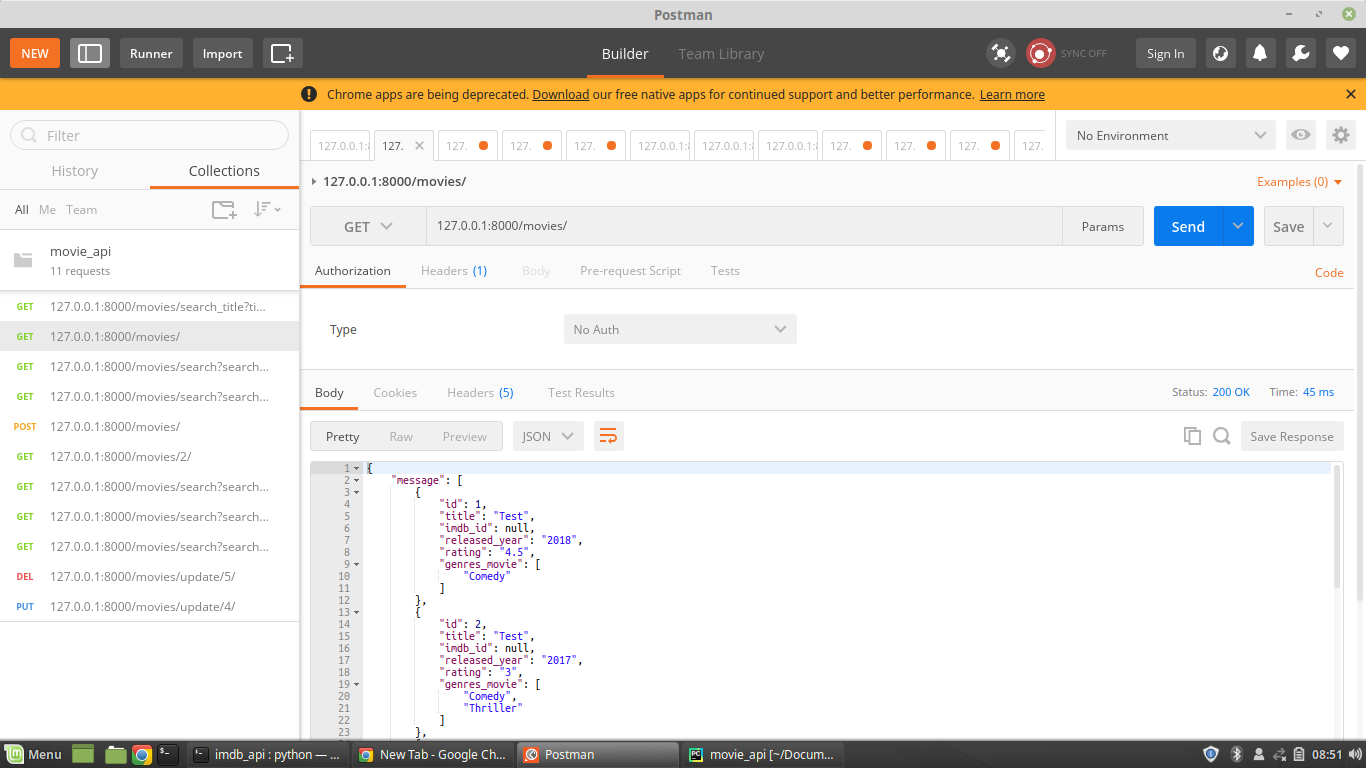 Postman
NEW
Runner
Import
Builder
Team Library
SYNC OFF
Sign In
Chrome apps are being deprecated. Download our free native apps for continued support and better performance. Learn more
Filter
History
Collections
All Me Team
movie_api
11 requests
GET 127.0.0.1:8000/movies/search_title?ti...
GET 127.0.0.1:8000/movies/
GET 127.0.0.1:8000/movies/search?search...
GET 127.0.0.1:8000/movies/search?search...
POST 127.0.0.1:8000/movies/
GET 127.0.0.1:8000/movies/2/
GET 127.0.0.1:8000/movies/search?search...
GET 127.0.0.1:8000/movies/search?search...
GET 127.0.0.1:8000/movies/search?search...
DEL 127.0.0.1:8000/movies/update/5/
PUT 127.0.0.1:8000/movies/update/4/
127.0.0.1:8 127. 127. 127. 127. 127.0.0.1:8 127.0.0.1:8 127.0.0.1:8 127. 127. 127. 127.
No Environment
127.0.0.1:8000/movies/
Examples (0)
GET
127.0.0.1:8000/movies/
Params
Send
Save
Authorization
Headers (1)
Body
Pre-request Script
Tests
Code
Type
No Auth
Body
Cookies
Headers (5)
Test Results
Status: 200 OK
Time: 45 ms
Pretty
Raw
Preview
JSON
Save Response
1 {
2 "message": [
3 {
4 "id": 1,
5 "title": "Test",
6 "imdb_id": null,
7 "released_year": "2018",
8 "rating": "4.5",
9 "genres_movie": [
10 "Comedy"
11 ]
12 },
13 {
14 "id": 2,
15 "title": "Test",
16 "imdb_id": null,
17 "released_year": "2017",
18 "rating": "3",
19 "genres_movie": [
20 "Comedy",
21 "Thriller"
22 ]
23 },
Menu
imdb_api : python — ...
New Tab - Google Ch...
Postman
movie_api [~/Docum...
08:51